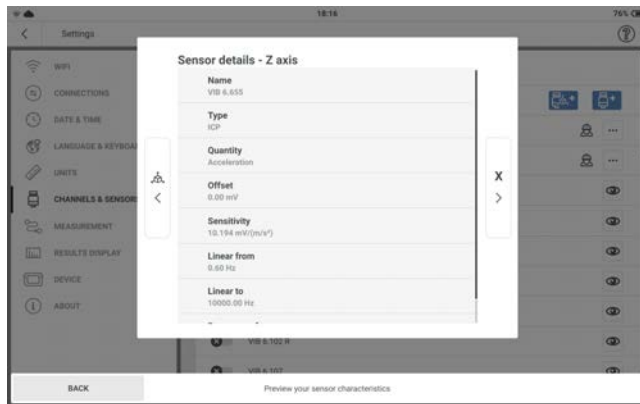 18:16
76%
Settings
WIFI
CONNECTIONS
DATE & TIME
LANGUAGE & KEYBOA
UNITS
CHANNELS & SENSORS
MEASUREMENT
RESULTS DISPLAY
DEVICE
ABOUT
Sensor details - Z axis
Name
VIB 6.655
Type
ICP
Quantity
Acceleration
Offset
0.00 mV
Sensitivity
10.194 mV/(m/s²)
Linear from
0.60 Hz
Linear to
10000.00 Hz
X
VIB 6.102 R
VIB 6.107
BACK
Preview your sensor characteristics